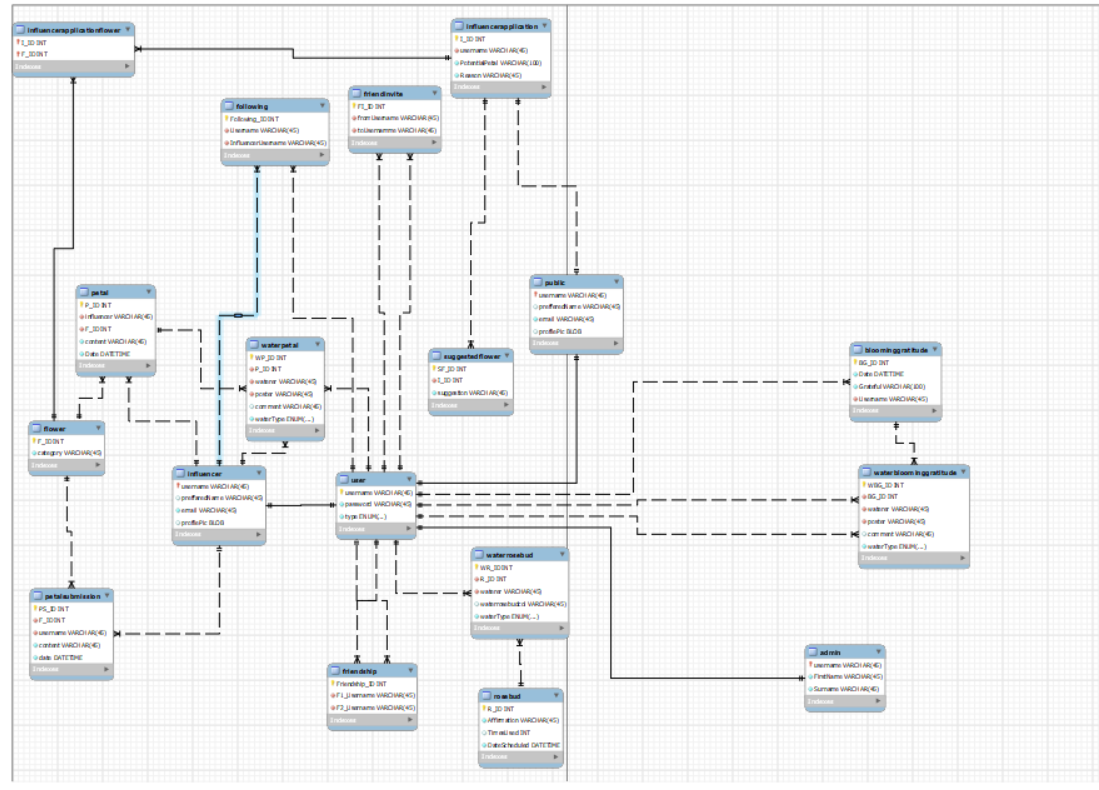 influencerapplicationflower
I_ID INT
F_ID INT
Indexes
influencerapplication
I_ID INT
username VARCHAR(45)
PotentialPetal VARCHAR(100)
Reason VARCHAR(45)
Indexes
following
Following_ID INT
Username VARCHAR(45)
InfluencerUsername VARCHAR(45)
Indexes
friendinvite
FI_ID INT
fromUsername VARCHAR(45)
toUsername VARCHAR(45)
Indexes
public
username VARCHAR(45)
prefferedName VARCHAR(45)
email VARCHAR(45)
profilePic BLOB
Indexes
petal
P_ID INT
influencer VARCHAR(45)
F_ID INT
content VARCHAR(45)
Date DATETIME
Indexes
waterpetal
WP_ID INT
P_ID INT
waterer VARCHAR(45)
poster VARCHAR(45)
comment VARCHAR(45)
waterType ENUM(...)
Indexes
suggestedflower
SF_ID INT
I_ID INT
suggestion VARCHAR(45)
Indexes
bloominggratitude
BG_ID INT
Date DATETIME
Grateful VARCHAR(100)
Username VARCHAR(45)
Indexes
flower
F_ID INT
category VARCHAR(45)
Indexes
influencer
username VARCHAR(45)
prefferedName VARCHAR(45)
email VARCHAR(45)
profilePic BLOB
Indexes
user
username VARCHAR(45)
password VARCHAR(45)
type ENUM(...)
Indexes
waterbloominggratitude
WBG_ID INT
BG_ID INT
waterer VARCHAR(45)
poster VARCHAR(45)
comment VARCHAR(45)
waterType ENUM(...)
Indexes
waterrosebud
WR_ID INT
R_ID INT
waterer VARCHAR(45)
waterrosebudcol VARCHAR(45)
waterType ENUM(...)
Indexes
petalsubmission
PS_ID INT
F_ID INT
username VARCHAR(45)
content VARCHAR(45)
date DATETIME
Indexes
friendship
Friendship_ID INT
F1_Username VARCHAR(45)
F2_Username VARCHAR(45)
Indexes
rosebud
R_ID INT
Affirmation VARCHAR(45)
TimesUsed INT
DateScheduled DATETIME
Indexes
admin
username VARCHAR(45)
FirstName VARCHAR(45)
Surname VARCHAR(45)
Indexes